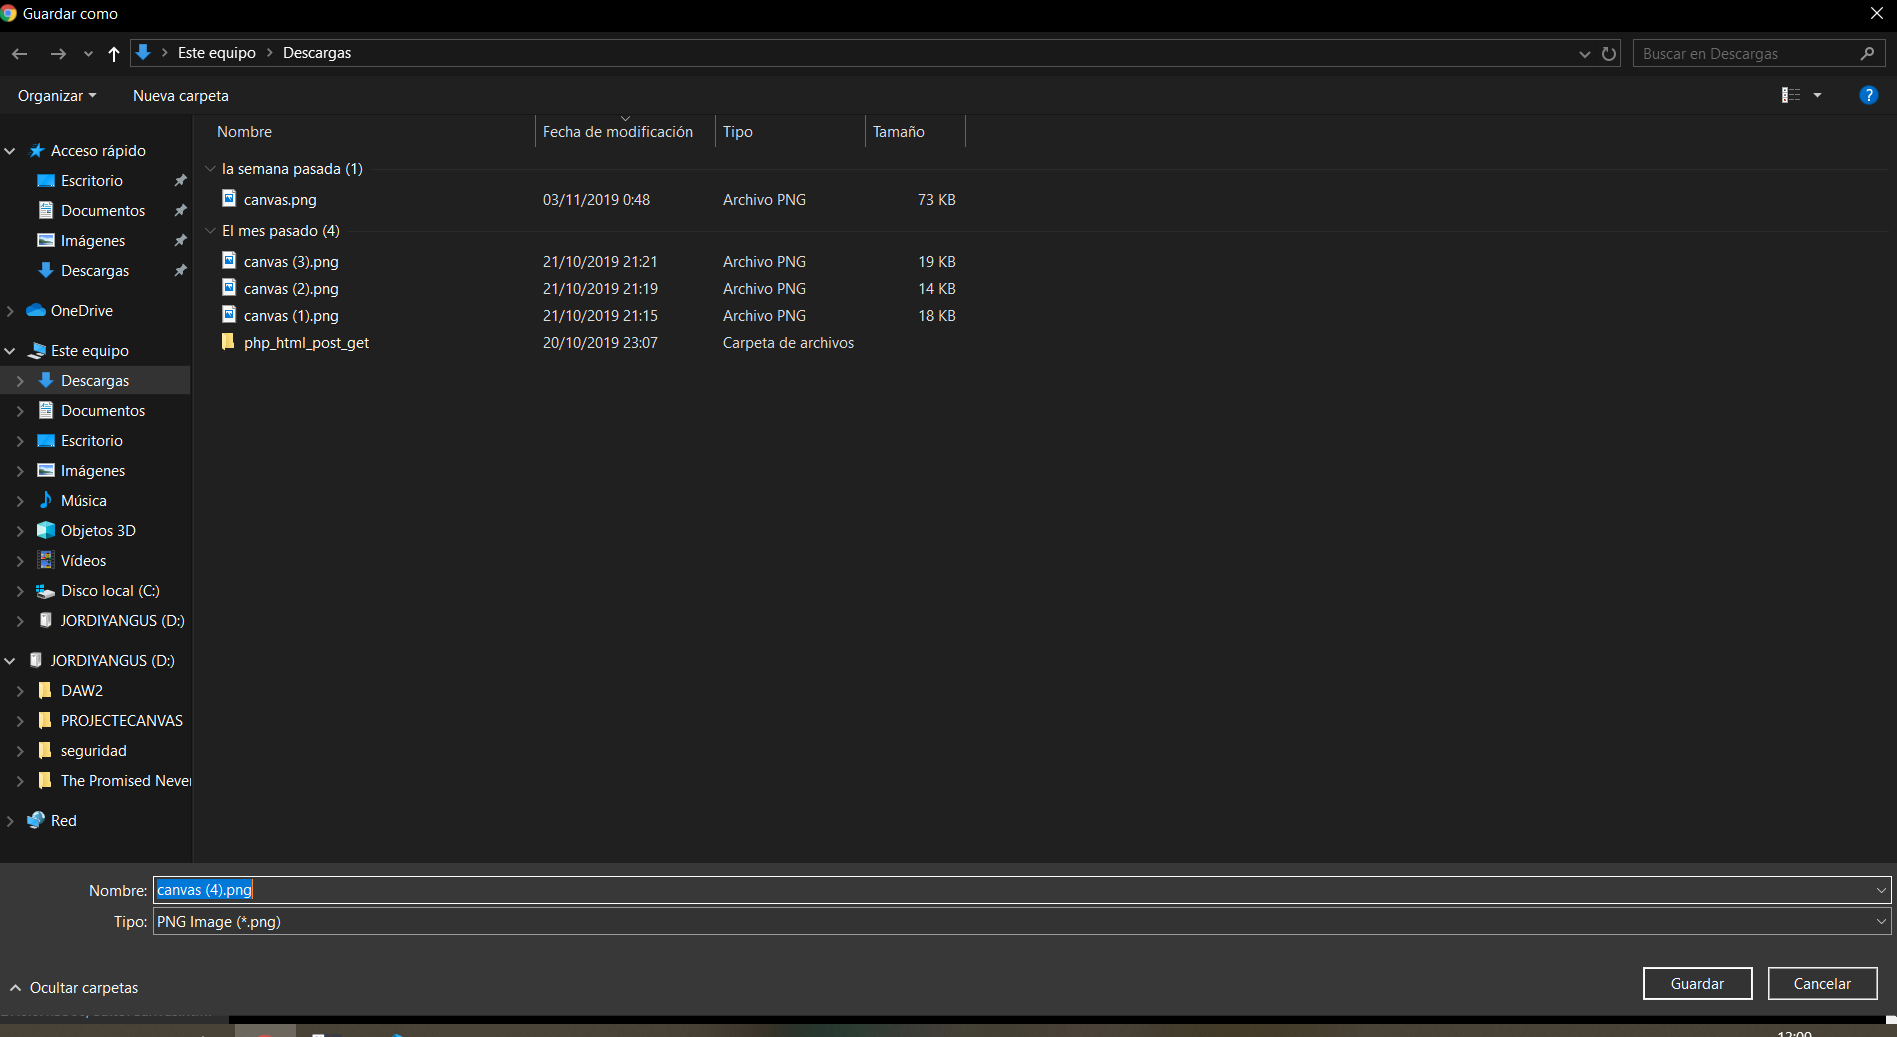 Guardar como
Este equipo > Descargas
Buscar en Descargas
Organizar
Nueva carpeta
Nombre
Fecha de modificación
Tipo
Tamaño
Acceso rápido
Escritorio
Documentos
Imágenes
Descargas
OneDrive
Este equipo
Descargas
Documentos
Escritorio
Imágenes
Música
Objetos 3D
Vídeos
Disco local (C:)
JORDIYANGUS (D:)
JORDIYANGUS (D:)
DAW2
PROJECTECANVAS
seguridad
The Promised Never
Red
la semana pasada (1)
canvas.png 03/11/2019 0:48 Archivo PNG 73 KB
El mes pasado (4)
canvas (3).png 21/10/2019 21:21 Archivo PNG 19 KB
canvas (2).png 21/10/2019 21:19 Archivo PNG 14 KB
canvas (1).png 21/10/2019 21:15 Archivo PNG 18 KB
php_html_post_get 20/10/2019 23:07 Carpeta de archivos
Nombre: canvas (4).png
Tipo: PNG Image (*.png)
Ocultar carpetas
Guardar
Cancelar